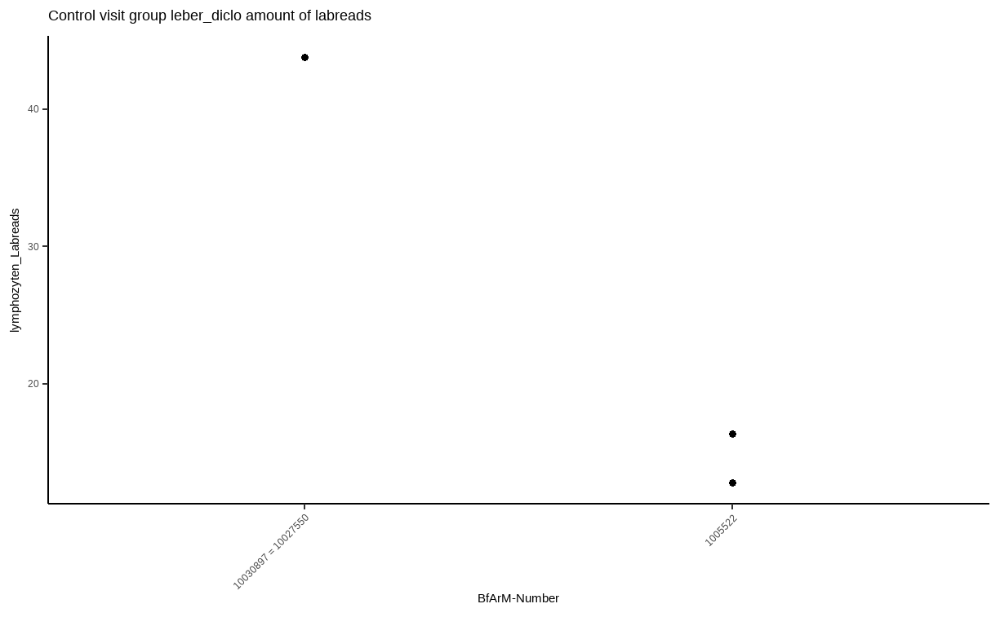 Control visit group leber_diclo amount of labreads
lymphozyten_Labreads
40
30
20
10030897 = 10027550
1005522
BfArM-Number